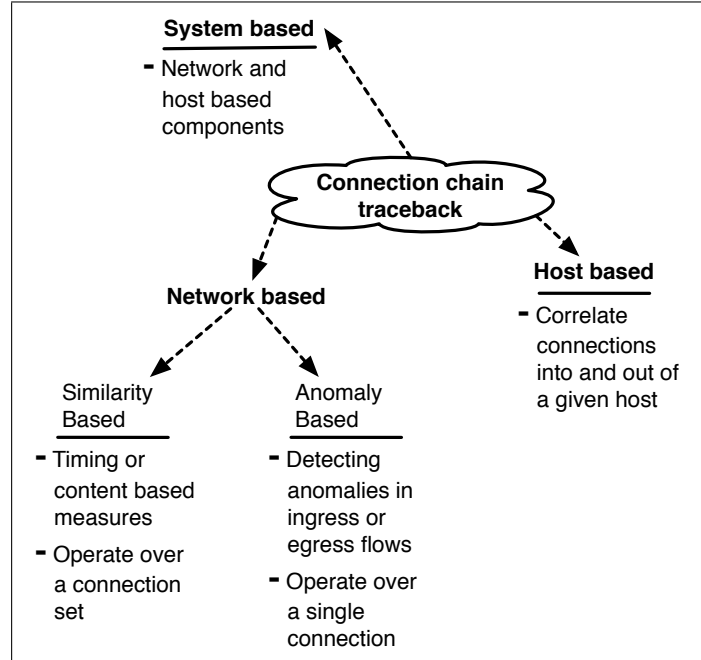 System based
- Network and
host based
components
Connection chain
traceback
Network based
Host based
- Correlate
connections
into and out of
a given host
Similarity
Based
- Timing or
content based
measures
- Operate over
a connection
set
Anomaly
Based
- Detecting
anomalies in
ingress or
egress flows
- Operate over
a single
connection